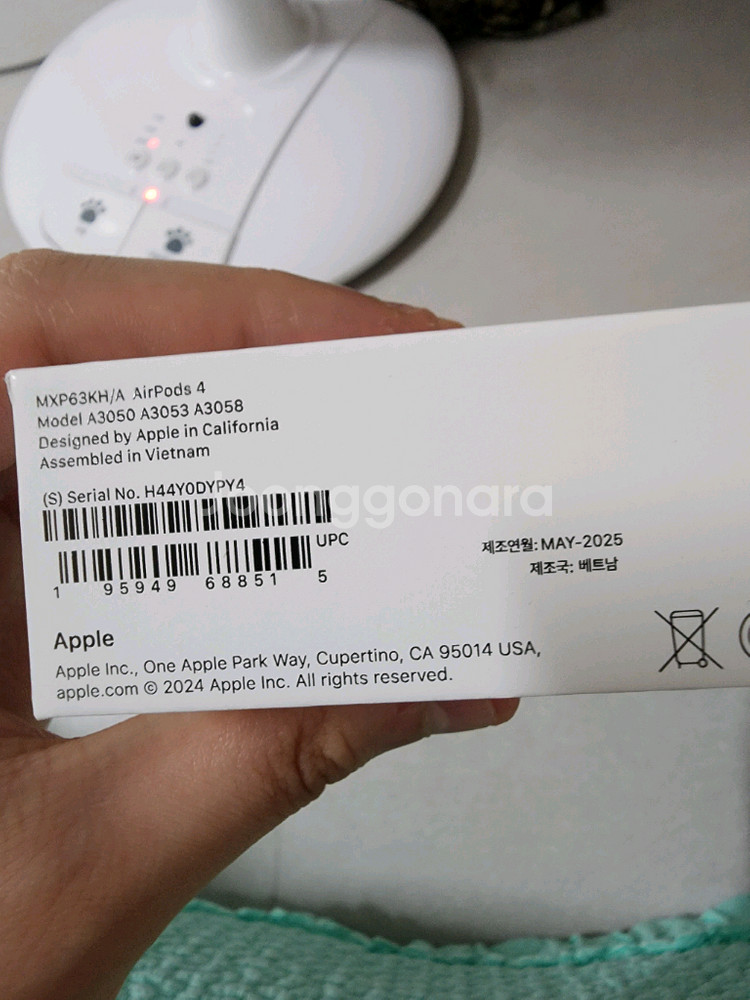 MXP63KH/A AirPods 4
Model A3050 A3053 A3058
Designed by Apple in California
Assembled in Vietnam
(S) Serial No. H44Y0DYPY4
Joonggonara
UPC
1 95949 68851 5
제조연월: MAY-2025
제조국: 베트남
Apple
Apple Inc., One Apple Park Way, Cupertino, CA 95014 USA,
apple.com © 2024 Apple Inc. All rights reserved.